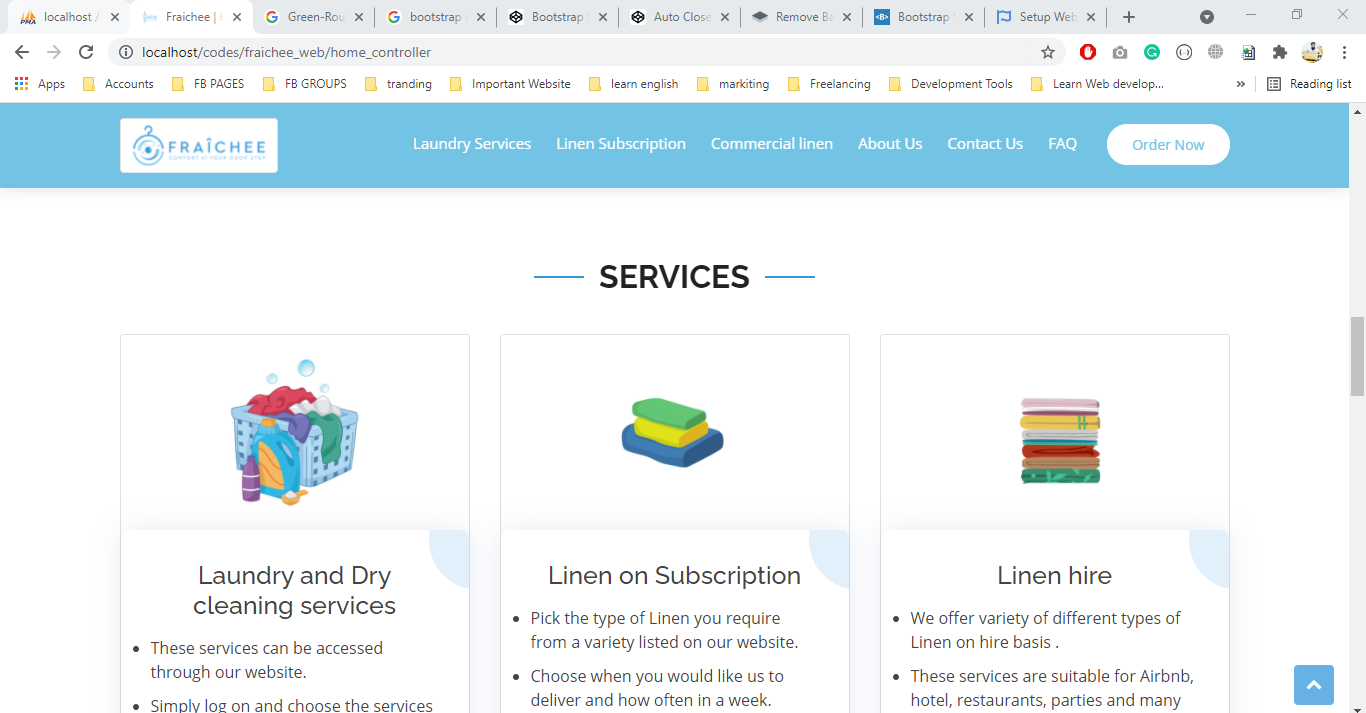 localhost /
Fraichee | H
Green-Rou
bootstrap
Bootstrap
Auto Close
Remove Ba
Bootstrap
Setup Web
localhost/codes/fraichee_web/home_controller
Apps
Accounts
FB PAGES
FB GROUPS
tranding
Important Website
learn english
markiting
Freelancing
Development Tools
Learn Web develop...
Reading list
FRAÎCHEE
COMFORT AT YOUR DOOR STEP
Laundry Services
Linen Subscription
Commercial linen
About Us
Contact Us
FAQ
Order Now
SERVICES
Laundry and Dry
cleaning services
These services can be accessed
through our website.
Simply log on and choose the services
Linen on Subscription
Pick the type of Linen you require
from a variety listed on our website.
Choose when you would like us to
deliver and how often in a week.
Linen hire
We offer variety of different types of
Linen on hire basis .
These services are suitable for Airbnb,
hotel, restaurants, parties and many